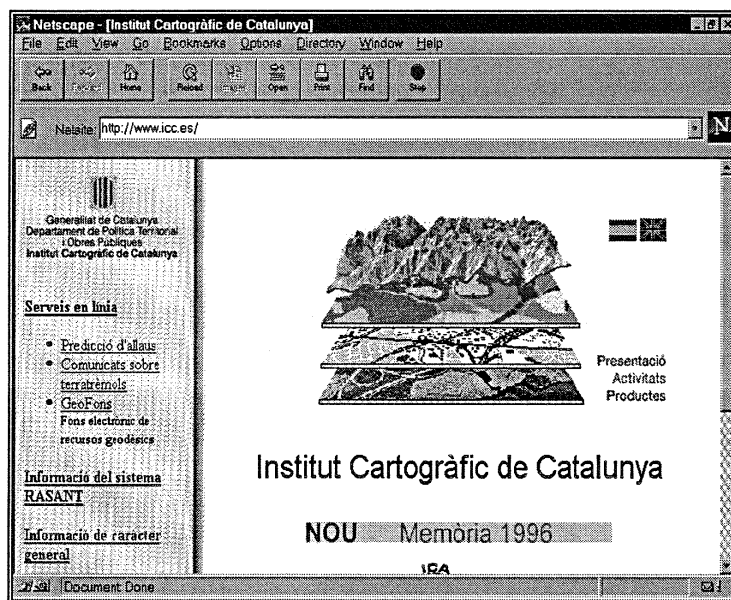 Netscape - [Institut Cartogràfic de Catalunya]
File Edit View Go Bookmarks Options Directory Window Help
Back Forward Home Reload Images Open Print Find Stop
Netsite: http://www.icc.es/
N
Generalitat de Catalunya
Departament de Política Territorial
i Obres Públiques
Institut Cartogràfic de Catalunya
Serveis en línia
• Predicció d'allaus
• Comunicats sobre
terratrèmols
• GeoFons
Fons electrònic de
recursos geodèsics
Informació del sistema
RASANT
Informació de caràcter
general
Presentació
Activitats
Productes
Institut Cartogràfic de Catalunya
NOU Memòria 1996
Document Done